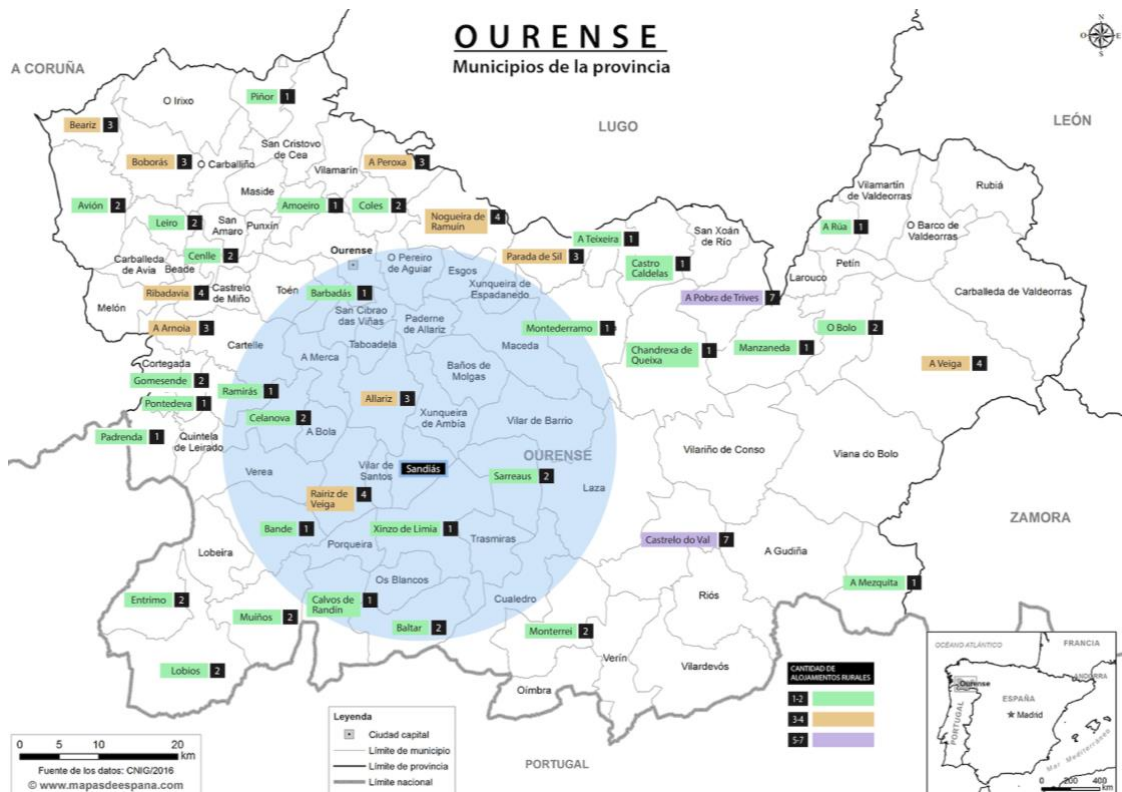 OURENSE
Municipios de la provincia
N
O
E
S
A CORUÑA
LUGO
LEÓN
O Irixo
Piñor 1
Beariz 3
San Cristovo
de Cea
Boborás 3
O Carballiño
Vilamarín
A Peroxa 3
Maside
Avión 2
Amoeiro 1
Coles 2
Leiro 2
San
Amaro
Punxín
Nogueira de
Ramuín 4
Vilamartín
de Valdeorras
Rubiá
A Rúa 1
O Barco de
Valdeorras
A Teixeira 1
San Xoán
de Río
Cenlle 2
Ourense
O Pereiro
de Aguiar
Esgos
Parada de Sil 3
Castro
Caldelas 1
Petín
Larouco
Carballeda
de Avia
Beade
Ribadavia 4
Castrelo
de Miño
Toén
Barbadás 1
Xunqueira de
Espadanedo
A Pobra de Trives 7
Carballeda de Valdeorras
Melón
San Cibrao
das Viñas
Paderne
de Allariz
A Arnoia 3
Montederramo 1
O Bolo 2
Cartelle
Taboadela
Maceda
Chandrexa de
Queixa 1
Manzaneda 1
A Merca
Baños de
Molgas
A Veiga 4
Cortegada
Gomesende 2
Ramirás 1
Pontedeva 1
Allariz 3
Celanova 2
Xunqueira
de Ambía
Vilar de Barrio
A Bola
Padrenda 1
Quintela
de Leirado
Vilariño de Conso
Viana do Bolo
OURENSE
Verea
Vilar de
Santos
Sandiás
Sarreaus 2
Laza
Rairiz de
Veiga 4
ZAMORA
Bande 1
Xinzo de Limia 1
Trasmiras
Castrelo do Val 7
Porqueira
A Gudiña
Lobeira
Os Blancos
A Mezquita 1
Entrimo 2
Calvos de
Randín 1
Cualedro
Riós
Muíños 2
Baltar 2
Monterrei 2
Verín
Vilardevós
Lobios 2
Oímbra
PORTUGAL
CANTIDAD DE
ALOJAMIENTOS RURALES
1-2
3-4
5-7
Leyenda
Ciudad capital
Límite de municipio
Límite de provincia
Límite nacional
0 5 10 20
km
Fuente de los datos: CNIG/2016
© www.mapasdeespana.com
OCÉANO ATLÁNTICO
FRANCIA
ANDORRA
Ourense
ESPAÑA
Madrid
PORTUGAL
Mar Mediterráneo
0 200 400
km